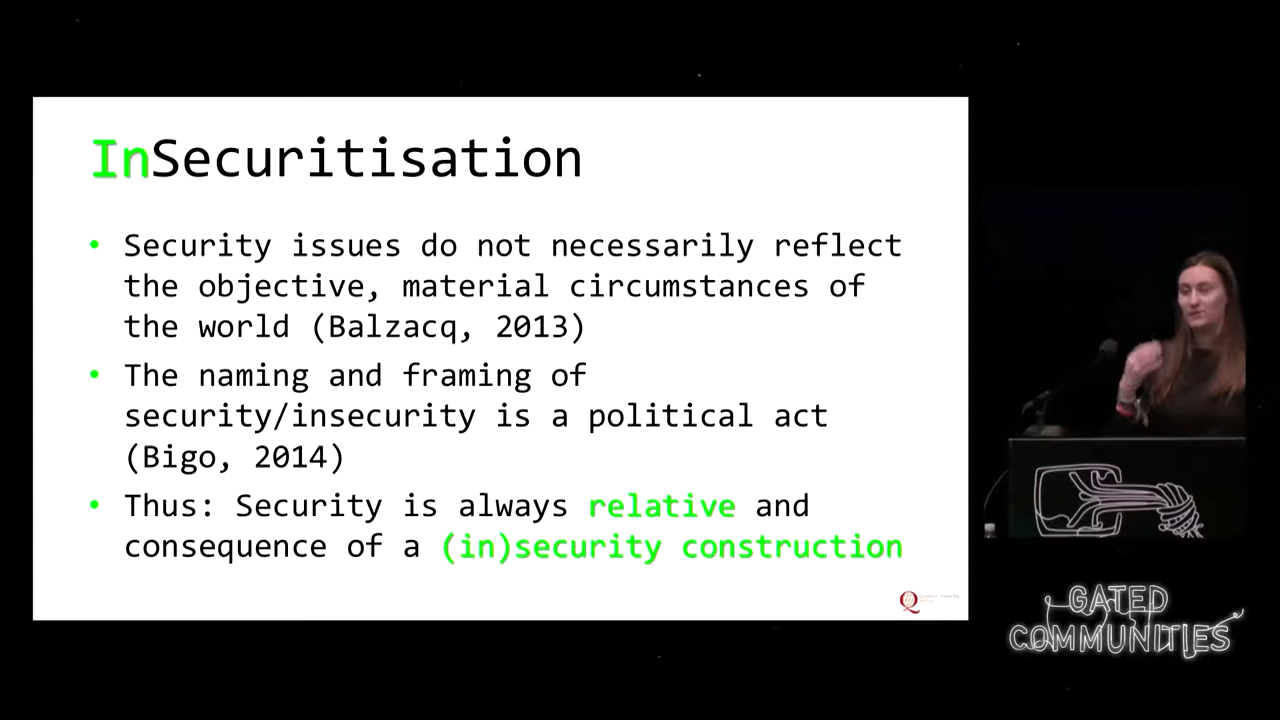 InSecuritisation
• Security issues do not necessarily reflect
the objective, material circumstances of
the world (Balzacq, 2013)
• The naming and framing of
security/insecurity is a political act
(Bigo, 2014)
• Thus: Security is always relative and
consequence of a (in)security construction
GATED
COMMUNITIES